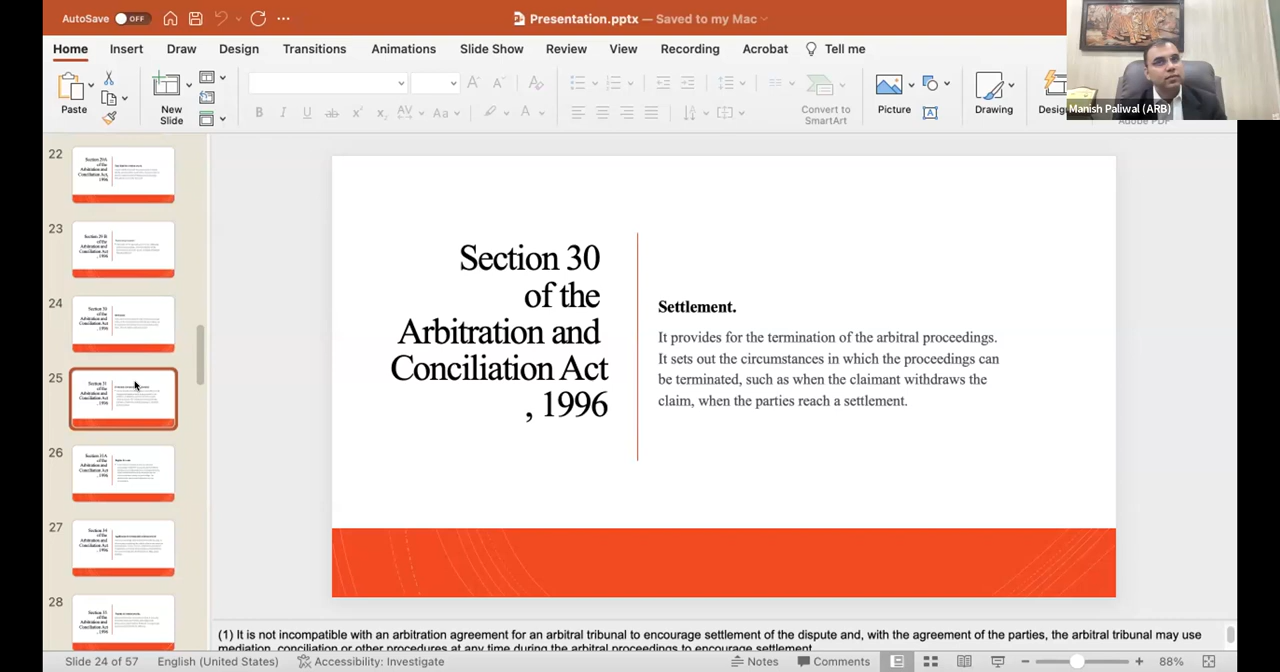 AutoSave OFF
Presentation.pptx — Saved to my Mac
Home Insert Draw Design Transitions Animations Slide Show Review View Recording Acrobat Tell me
Paste
New
Slide
Convert to
SmartArt
Picture
Drawing
Manish Paliwal (ARB)
22
23
24
25
26
27
28
Section 30
of the
Arbitration and
Conciliation Act
, 1996
Settlement.
It provides for the termination of the arbitral proceedings.
It sets out the circumstances in which the proceedings can
be terminated, such as when the claimant withdraws the
claim, when the parties reach a settlement.
(1) It is not incompatible with an arbitration agreement for an arbitral tribunal to encourage settlement of the dispute and, with the agreement of the parties, the arbitral tribunal may use
mediation, conciliation or other procedures at any time during the arbitral proceedings to encourage settlement.
Slide 24 of 57 English (United States) Accessibility: Investigate Notes Comments 88%